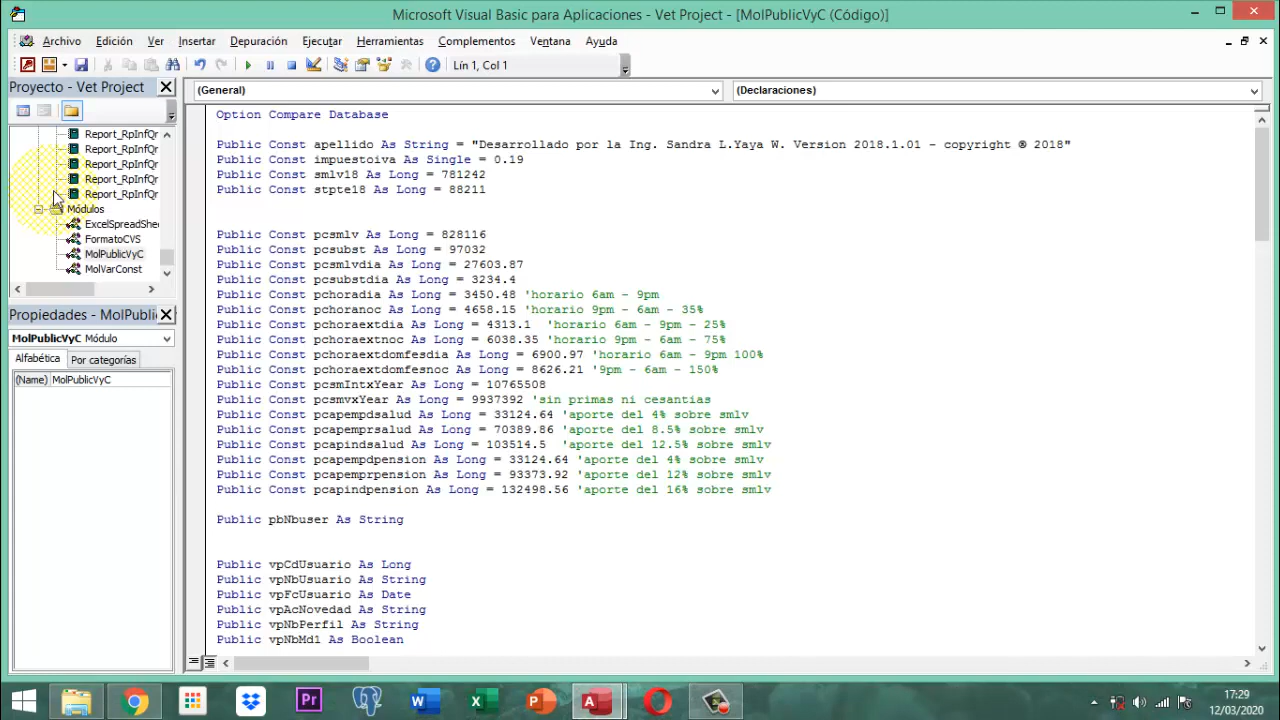 Microsoft Visual Basic para Aplicaciones - Vet Project - [MolPublicVyC (Código)]
Archivo Edición Ver Insertar Depuración Ejecutar Herramientas Complementos Ventana Ayuda
Lín 1, Col 1
Proyecto - Vet Project
Report_RpInfQr
Report_RpInfQr
Report_RpInfQr
Report_RpInfQr
Report_RpInfQr
Módulos
ExcelSpreadShe
FormatoCVS
MolPublicVyC
MolVarConst
Propiedades - MolPubli
MolPublicVyC Módulo
Alfabética Por categorías
(Name) MolPublicVyC
(General) (Declaraciones)
Option Compare Database
Public Const apellido As String = "Desarrollado por la Ing. Sandra L.Yaya W. Version 2018.1.01 - copyright ® 2018"
Public Const impuestoiva As Single = 0.19
Public Const smlv18 As Long = 781242
Public Const stpte18 As Long = 88211
Public Const pcsmlv As Long = 828116
Public Const pcsubst As Long = 97032
Public Const pcsmlvdia As Long = 27603.87
Public Const pcsubstdia As Long = 3234.4
Public Const pchoradia As Long = 3450.48 'horario 6am - 9pm
Public Const pchoranoc As Long = 4658.15 'horario 9pm - 6am - 35%
Public Const pchoraextdia As Long = 4313.1 'horario 6am - 9pm - 25%
Public Const pchoraextnoc As Long = 6038.35 'horario 9pm - 6am - 75%
Public Const pchoraextdomfesdia As Long = 6900.97 'horario 6am - 9pm 100%
Public Const pchoraextdomfesnoc As Long = 8626.21 '9pm - 6am - 150%
Public Const pcsmIntxYear As Long = 10765508
Public Const pcsmvxYear As Long = 9937392 'sin primas ni cesantias
Public Const pcapempdsalud As Long = 33124.64 'aporte del 4% sobre smlv
Public Const pcapemprsalud As Long = 70389.86 'aporte del 8.5% sobre smlv
Public Const pcapindsalud As Long = 103514.5 'aporte del 12.5% sobre smlv
Public Const pcapempdpension As Long = 33124.64 'aporte del 4% sobre smlv
Public Const pcapemprpension As Long = 93373.92 'aporte del 12% sobre smlv
Public Const pcapindpension As Long = 132498.56 'aporte del 16% sobre smlv
Public pbNbuser As String
Public vpCdUsuario As Long
Public vpNbUsuario As String
Public vpFcUsuario As Date
Public vpAcNovedad As String
Public vpNbPerfil As String
Public vpNbMd1 As Boolean
17:29
12/03/2020